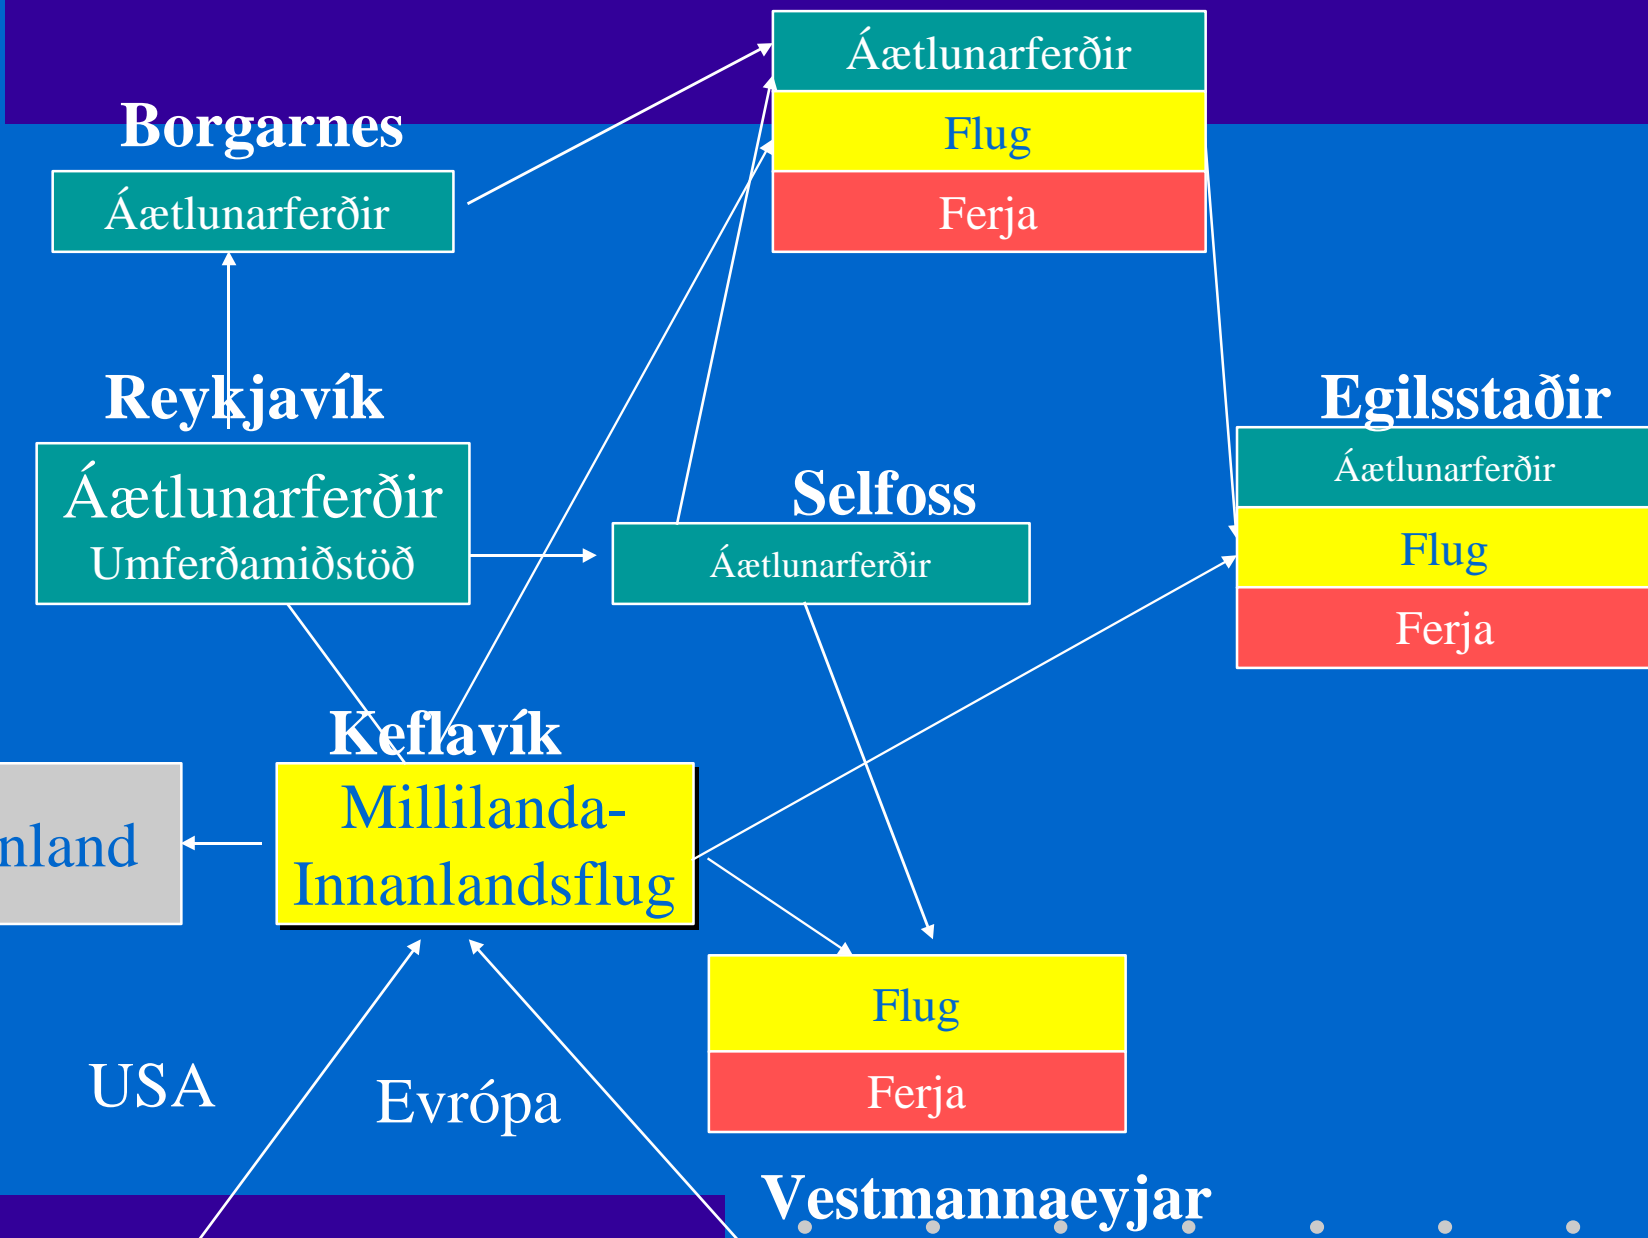 Áætlunarferðir
Flug
Ferja
Borgarnes
Áætlunarferðir
Reykjavík
Áætlunarferðir
Umferðamiðstöð
Egilsstaðir
Áætlunarferðir
Flug
Ferja
Selfoss
Áætlunarferðir
Keflavík
Millilanda-
Innanlandsflug
nland
Flug
Ferja
USA
Evrópa
Vestmannaeyjar